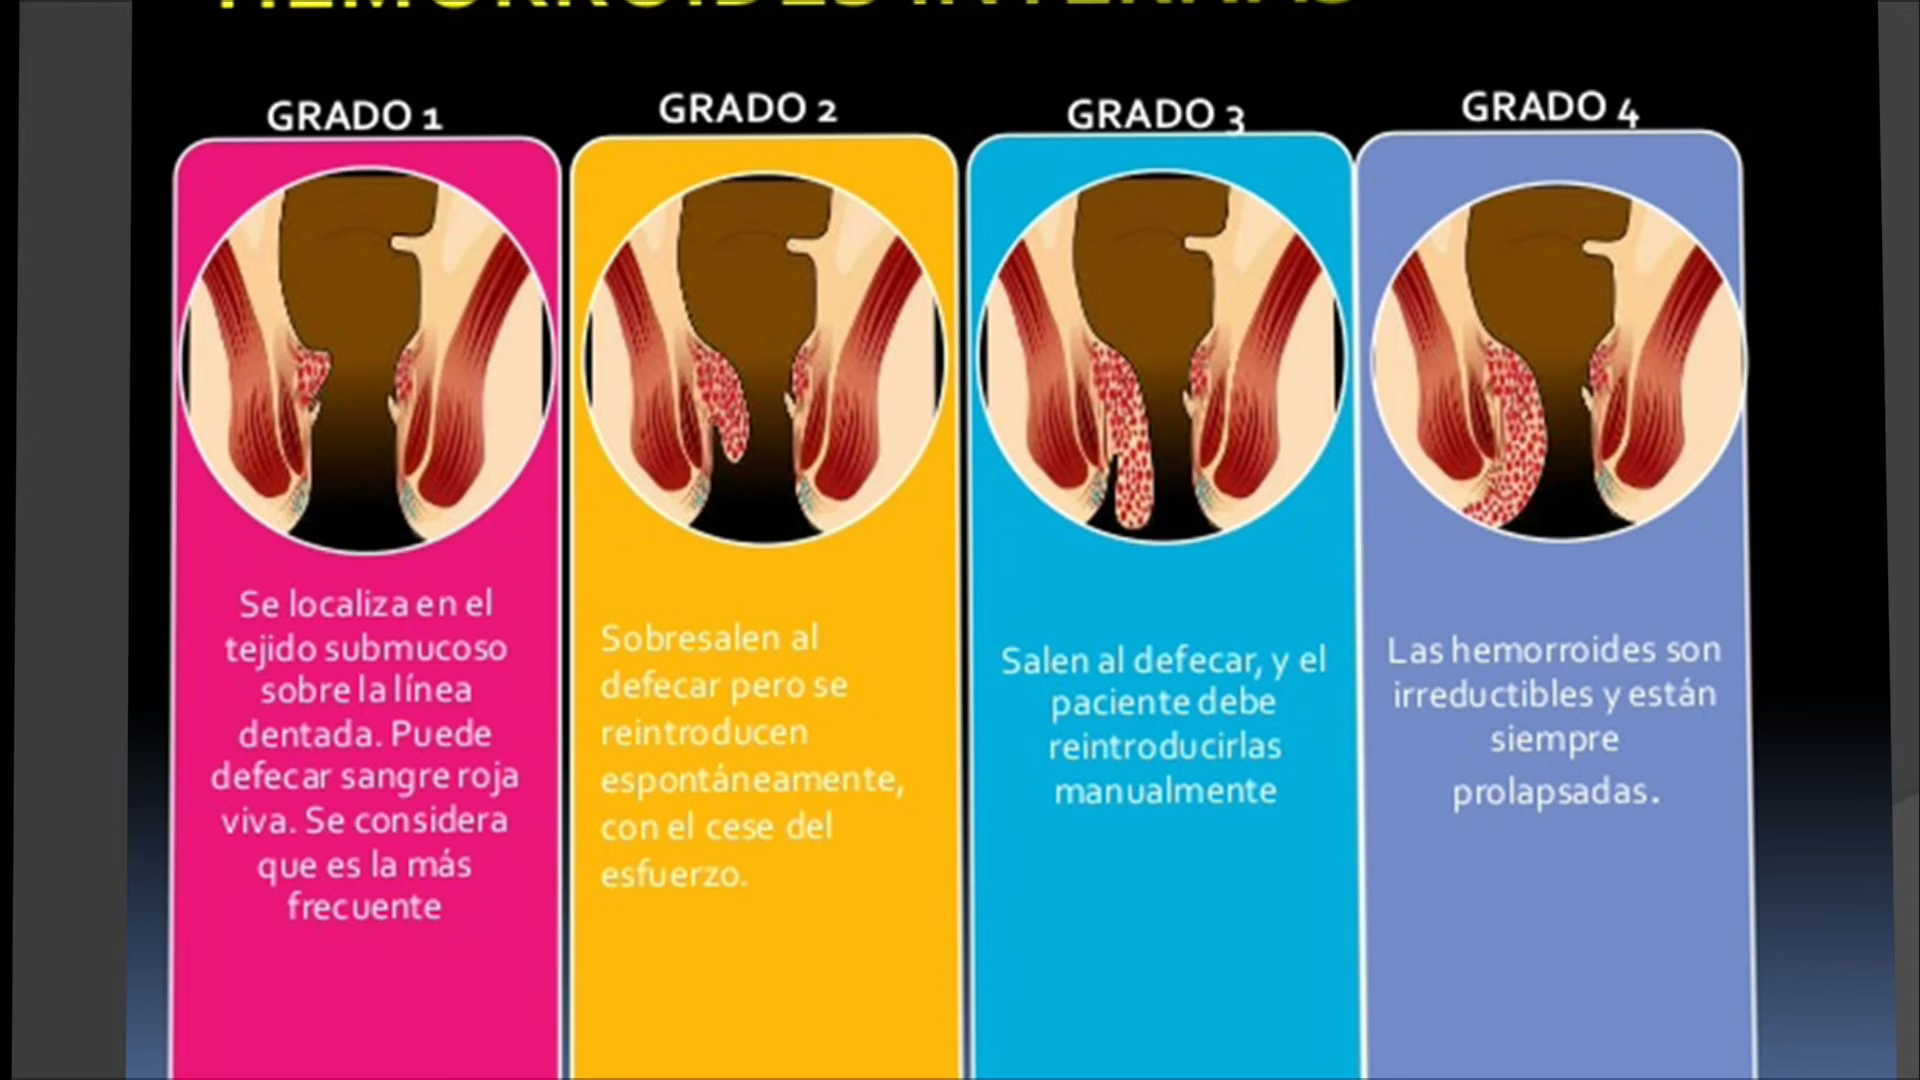 HEMORROIDES INTERNAS
GRADO 1
Se localiza en el
tejido submucoso
sobre la línea
dentada. Puede
defecar sangre roja
viva. Se considera
que es la más
frecuente
GRADO 2
Sobresalen al
defecar pero se
reintroducen
espontáneamente,
con el cese del
esfuerzo.
GRADO 3
Salen al defecar, y el
paciente debe
reintroducirlas
manualmente
GRADO 4
Las hemorroides son
irreductibles y están
siempre
prolapsadas.